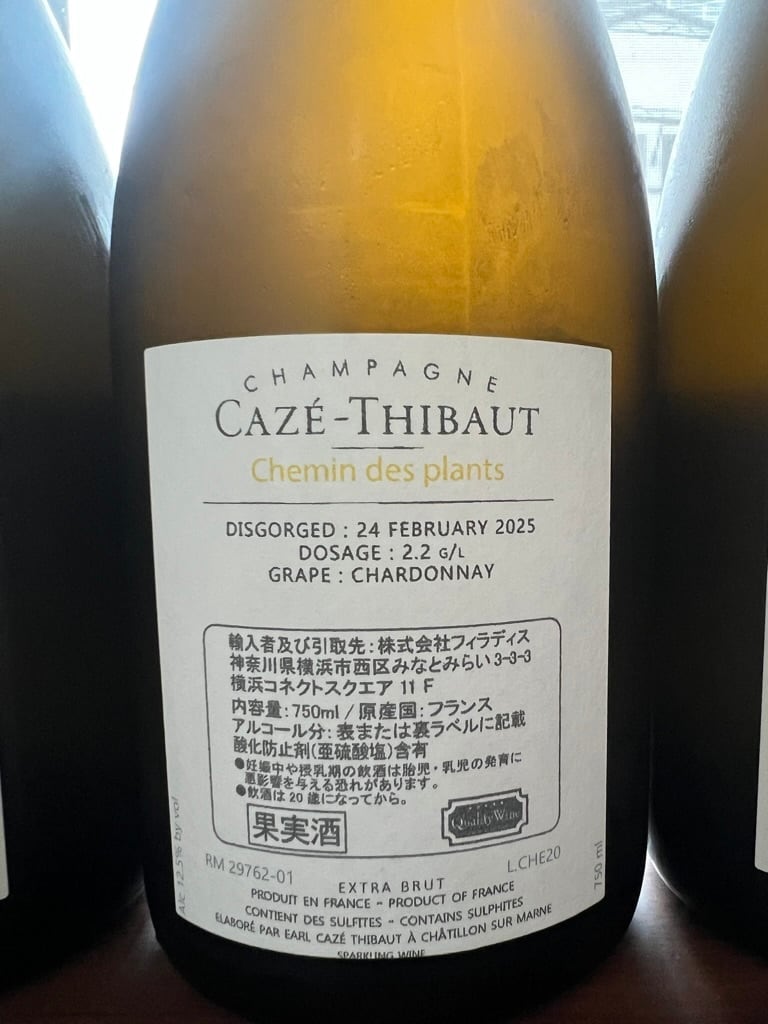 CHAMPAGNE
CAZÉ-THIBAUT
Chemin des plants
DISGORGED : 24 FEBRUARY 2025
DOSAGE : 2.2 G/L
GRAPE : CHARDONNAY
輸入者及び引取先:株式会社フィラディス
神奈川県横浜市西区みなとみらい3-3-3
横浜コネクトスクエア 11 F
内容量:750ml / 原産国:フランス
アルコール分:表または裏ラベルに記載
酸化防止剤(亜硫酸塩)含有
●妊娠中や授乳期の飲酒は胎児・乳児の発育に
悪影響を与える恐れがあります。
●飲酒は20歳になってから。
果実酒
Quality Wine
Alc 12.5% by vol
750 ml
RM 29762-01
L.CHE20
EXTRA BRUT
PRODUIT EN FRANCE - PRODUCT OF FRANCE
CONTIENT DES SULFITES - CONTAINS SULPHITES
ELABORÉ PAR EARL CAZÉ THIBAUT À CHÂTILLON SUR MARNE
SPARKLING WINE